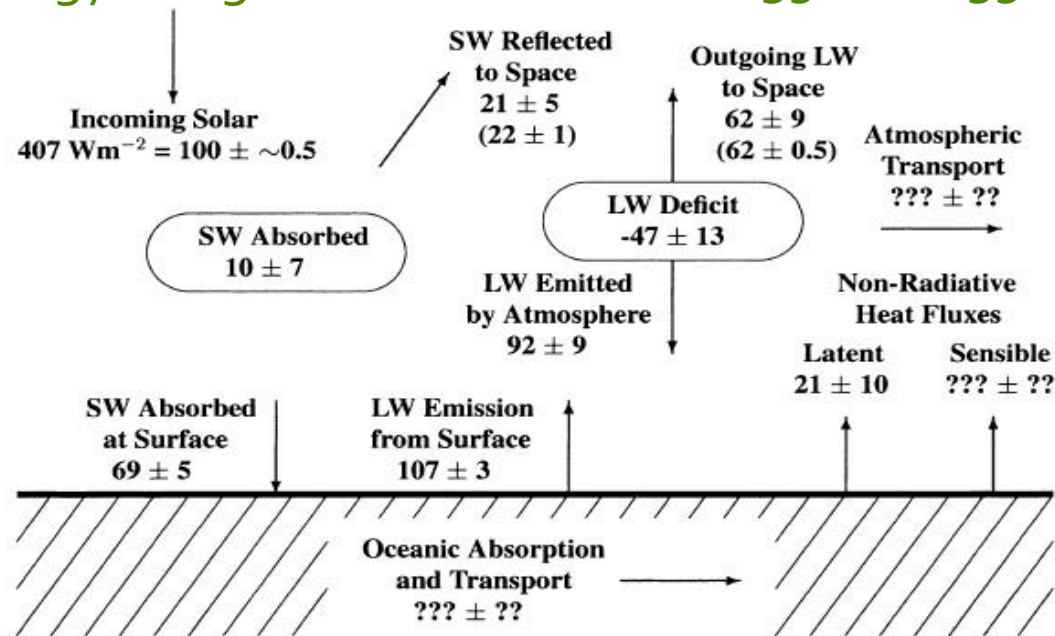 Incoming Solar
407 Wm⁻² = 100 ± ~0.5
SW Reflected
to Space
21 ± 5
(22 ± 1)
Outgoing LW
to Space
62 ± 9
(62 ± 0.5)
Atmospheric
Transport
??? ± ??
SW Absorbed
10 ± 7
LW Deficit
-47 ± 13
LW Emitted
by Atmosphere
92 ± 9
Non-Radiative
Heat Fluxes
Latent
21 ± 10
Sensible
??? ± ??
SW Absorbed
at Surface
69 ± 5
LW Emission
from Surface
107 ± 3
Oceanic Absorption
and Transport
??? ± ??